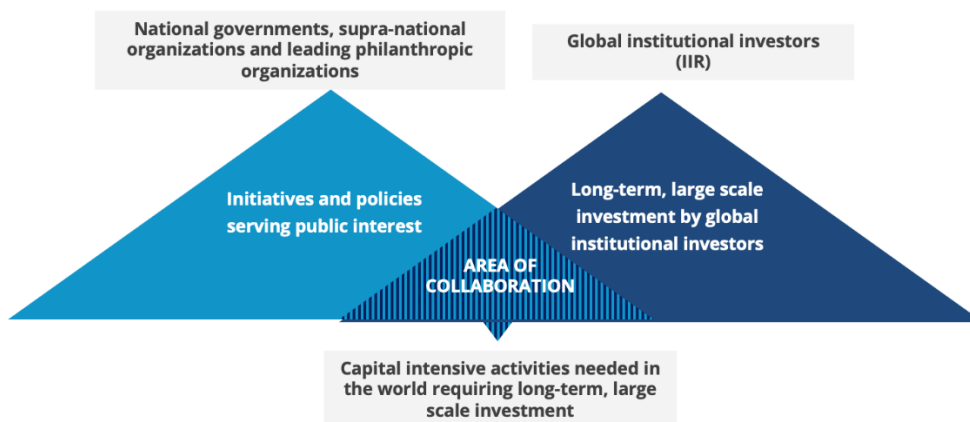 National governments, supra-national
organizations and leading philanthropic
organizations
Global institutional investors
(IIR)
Initiatives and policies
serving public interest
Long-term, large scale
investment by global
institutional investors
AREA OF
COLLABORATION
Capital intensive activities needed in
the world requiring long-term, large
scale investment